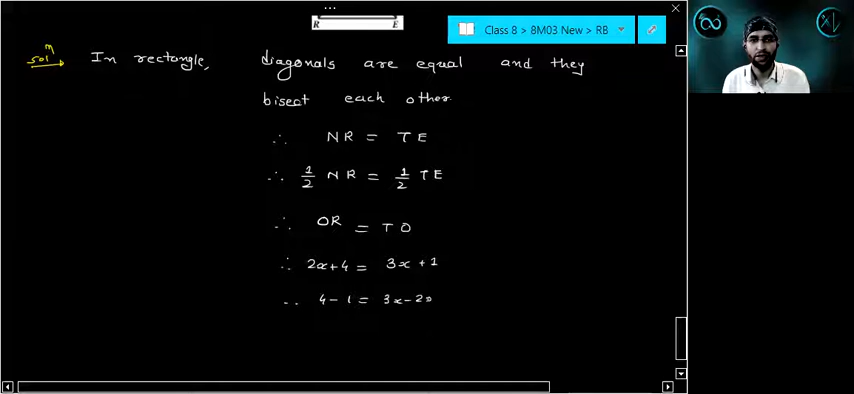 R E
Class 8 > 8M03 New > RB
solⁿ In rectangle, diagonals are equal and they
bisect each other.
∴ NR = TE
∴ 1/2 NR = 1/2 TE
∴ OR = TO
∴ 2x+4 = 3x+1
∴ 4-1 = 3x-2x